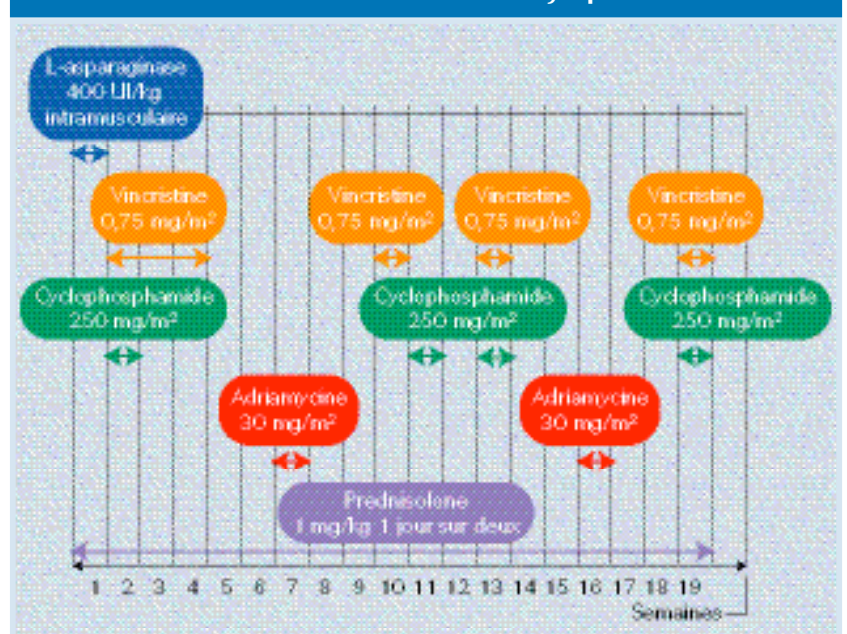 L-asparaginase
400 UI/kg
intramusculaire
Vincristine
0,75 mg/m²
Vincristine
0,75 mg/m²
Vincristine
0,75 mg/m²
Vincristine
0,75 mg/m²
Cyclophosphamide
250 mg/m²
Cyclophosphamide
250 mg/m²
Cyclophosphamide
250 mg/m²
Adriamycine
30 mg/m²
Adriamycine
30 mg/m²
Prednisolone
1 mg/kg 1 jour sur deux
1 2 3 4 5 6 7 8 9 10 11 12 13 14 15 16 17 18 19
Semaines